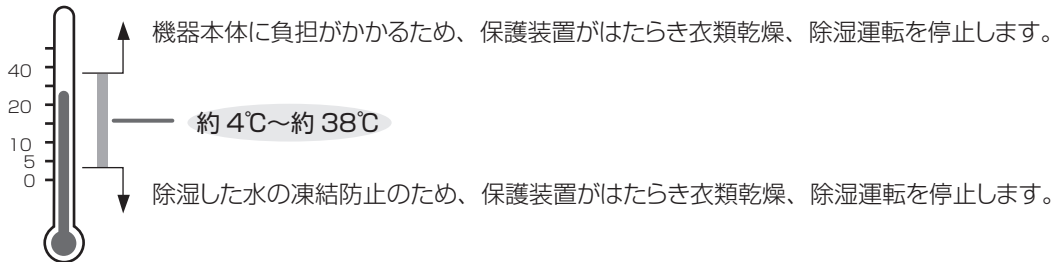 機器本体に負担がかかるため、保護装置がはたらき衣類乾燥、除湿運転を停止します。
40
20
約 4℃～約 38℃
10
5
0
除湿した水の凍結防止のため、保護装置がはたらき衣類乾燥、除湿運転を停止します。